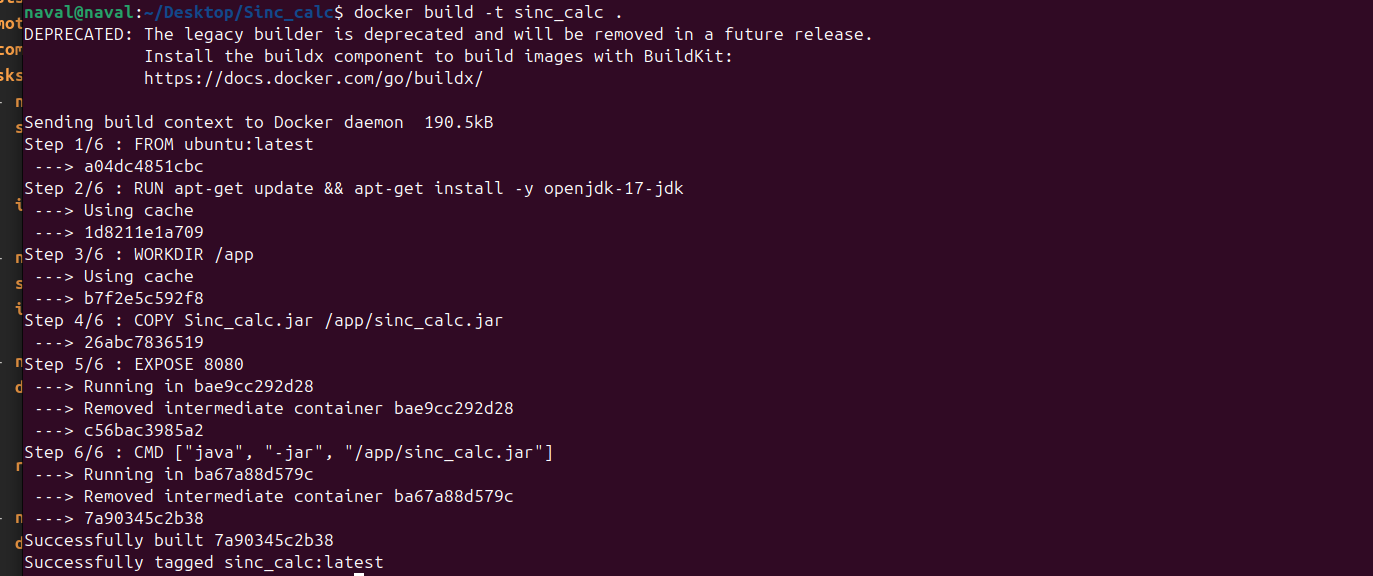 naval@naval:~/Desktop/Sinc_calc$ docker build -t sinc_calc .
DEPRECATED: The legacy builder is deprecated and will be removed in a future release.
            Install the buildx component to build images with BuildKit:
            https://docs.docker.com/go/buildx/

Sending build context to Docker daemon  190.5kB
Step 1/6 : FROM ubuntu:latest
 ---> a04dc4851cbc
Step 2/6 : RUN apt-get update && apt-get install -y openjdk-17-jdk
 ---> Using cache
 ---> 1d8211e1a709
Step 3/6 : WORKDIR /app
 ---> Using cache
 ---> b7f2e5c592f8
Step 4/6 : COPY Sinc_calc.jar /app/sinc_calc.jar
 ---> 26abc7836519
Step 5/6 : EXPOSE 8080
 ---> Running in bae9cc292d28
 ---> Removed intermediate container bae9cc292d28
 ---> c56bac3985a2
Step 6/6 : CMD ["java", "-jar", "/app/sinc_calc.jar"]
 ---> Running in ba67a88d579c
 ---> Removed intermediate container ba67a88d579c
 ---> 7a90345c2b38
Successfully built 7a90345c2b38
Successfully tagged sinc_calc:latest